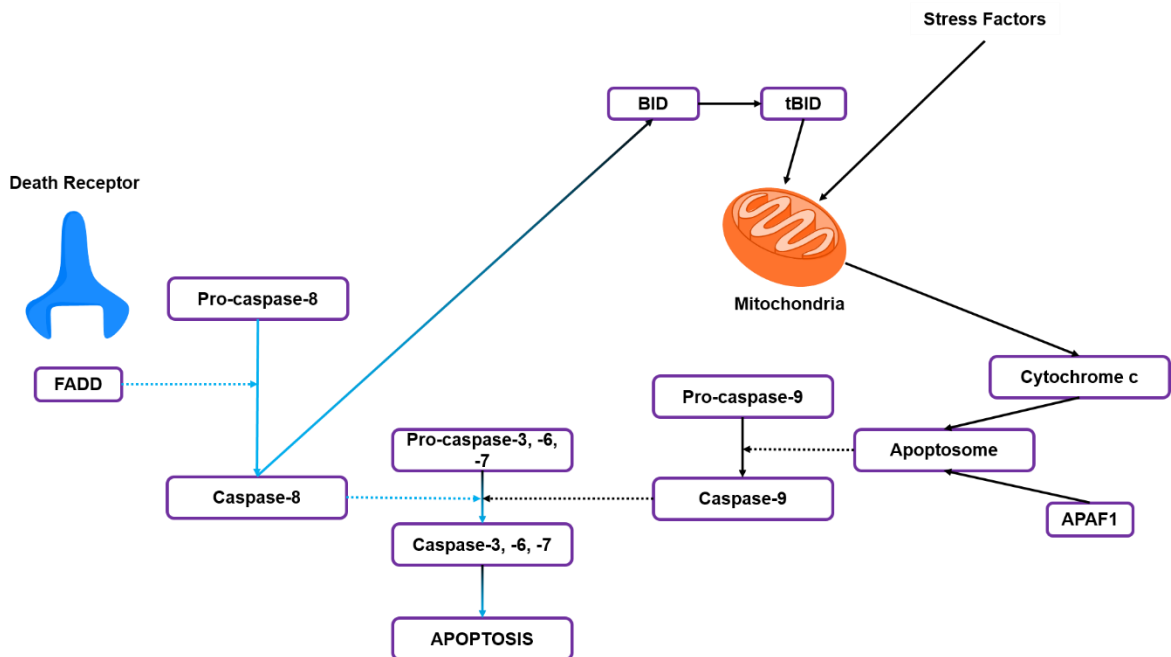 Stress Factors
BID
tBID
Death Receptor
Pro-caspase-8
Mitochondria
FADD
Cytochrome c
Pro-caspase-9
Pro-caspase-3, -6,
-7
Apoptosome
Caspase-8
Caspase-9
APAF1
Caspase-3, -6, -7
APOPTOSIS